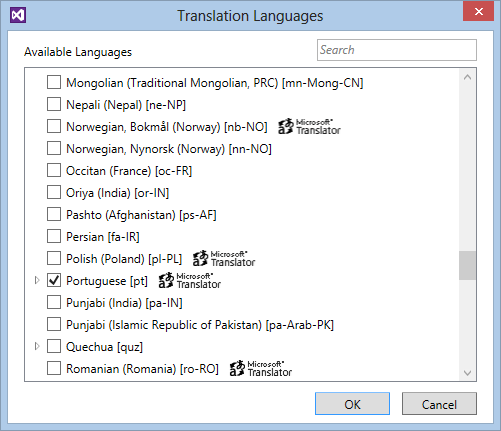 Translation Languages
Available Languages
Search
Mongolian (Traditional Mongolian, PRC) [mn-Mong-CN]
Nepali (Nepal) [ne-NP]
Norwegian, Bokmål (Norway) [nb-NO] Microsoft® Translator
Norwegian, Nynorsk (Norway) [nn-NO]
Occitan (France) [oc-FR]
Oriya (India) [or-IN]
Pashto (Afghanistan) [ps-AF]
Persian [fa-IR]
Polish (Poland) [pl-PL] Microsoft® Translator
Portuguese [pt] Microsoft® Translator
Punjabi (India) [pa-IN]
Punjabi (Islamic Republic of Pakistan) [pa-Arab-PK]
Quechua [quz]
Romanian (Romania) [ro-RO] Microsoft® Translator
OK
Cancel